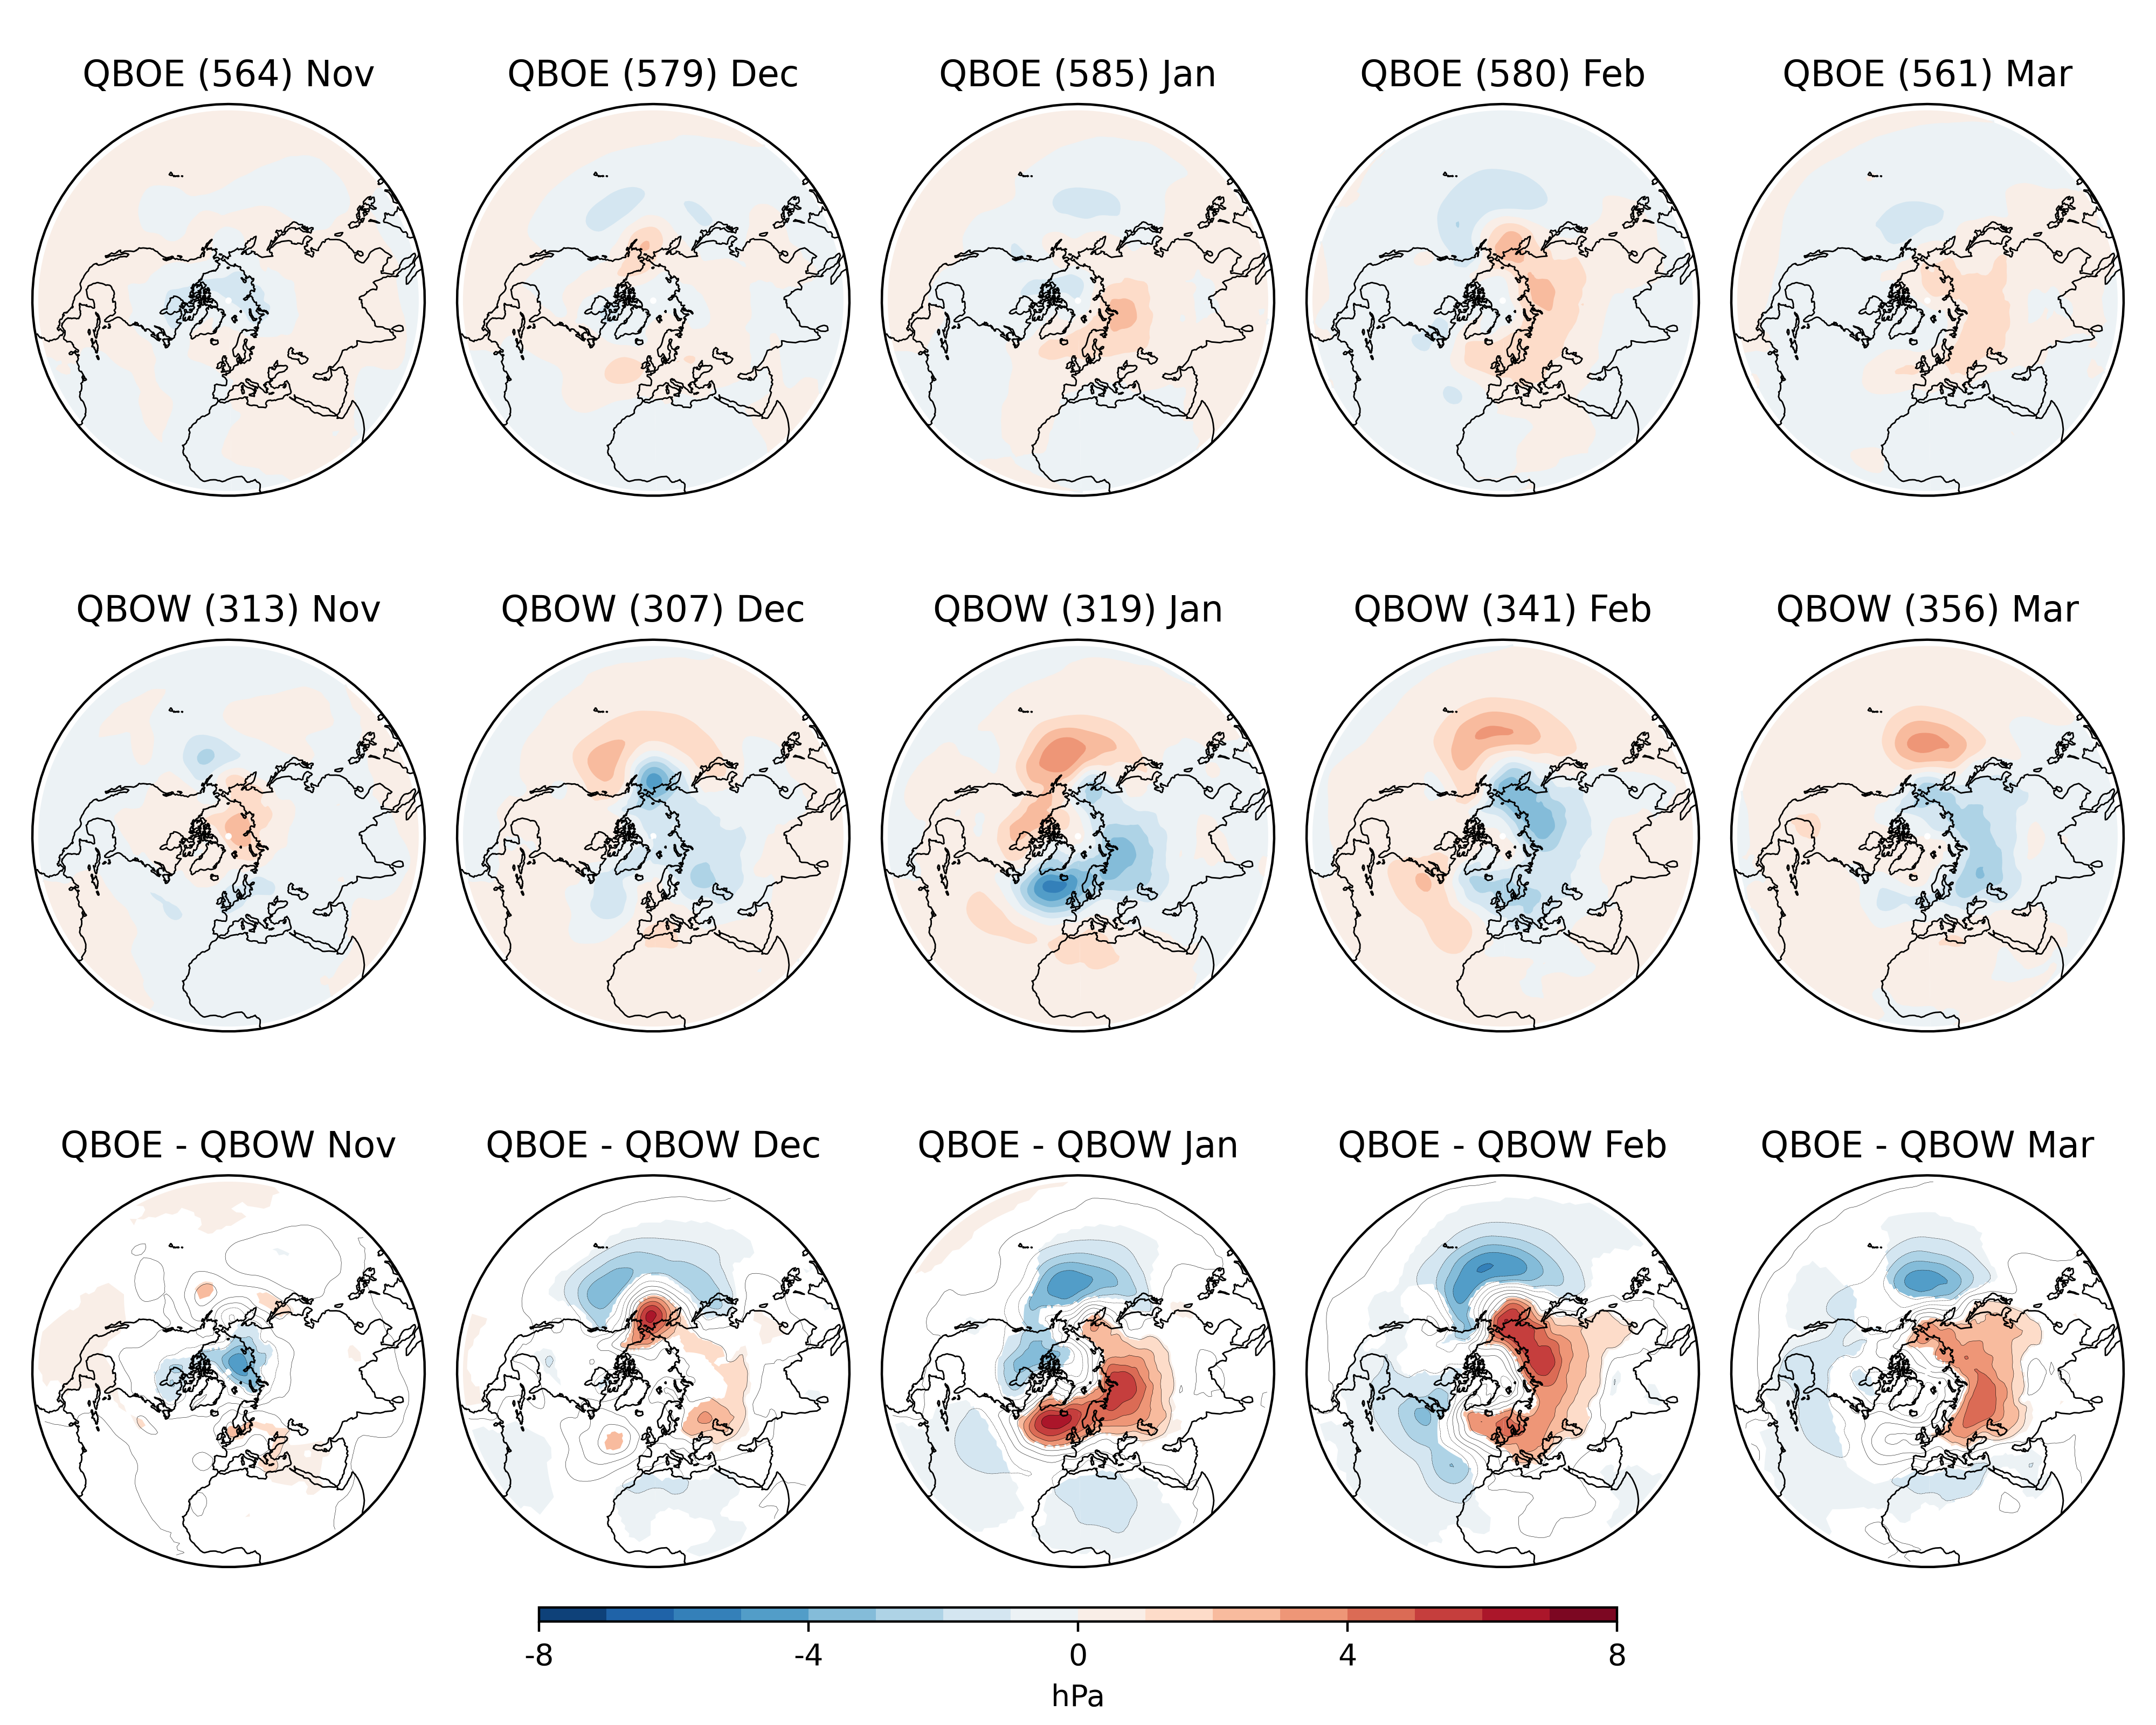 QBOE (564) Nov
QBOE (579) Dec
QBOE (585) Jan
QBOE (580) Feb
QBOE (561) Mar
QBOW (313) Nov
QBOW (307) Dec
QBOW (319) Jan
QBOW (341) Feb
QBOW (356) Mar
QBOE - QBOW Nov
QBOE - QBOW Dec
QBOE - QBOW Jan
QBOE - QBOW Feb
QBOE - QBOW Mar
-8 -4 0 4 8
hPa